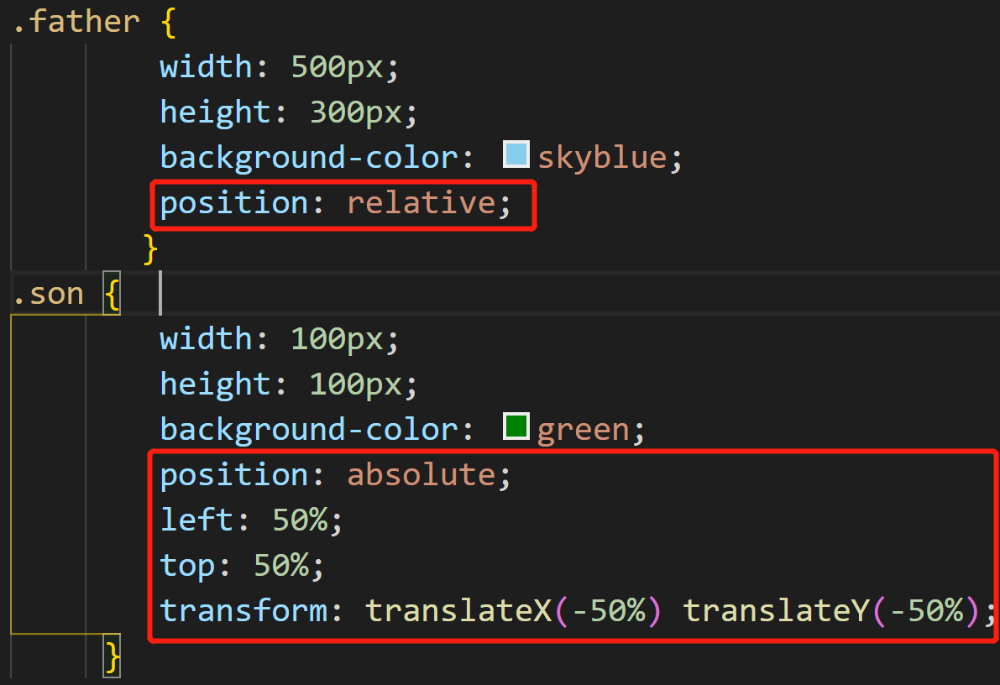 .father {
width: 500px;
height: 300px;
background-color: skyblue;
position: relative;
}
.son {
width: 100px;
height: 100px;
background-color: green;
position: absolute;
left: 50%;
top: 50%;
transform: translateX(-50%) translateY(-50%);
}